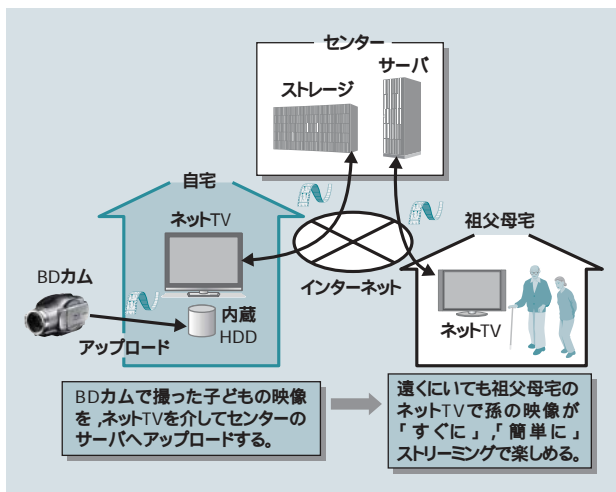 センター
サーバ
ストレージ
自宅
ネットTV
祖父母宅
BDカム
インターネット
内蔵
HDD
ネットTV
アップロード
BDカムで撮った子どもの映像
を,ネットTVを介してセンターの
サーバへアップロードする。
遠くにいても祖父母宅の
ネットTVで孫の映像が
「すぐに」,「簡単に」
ストリーミングで楽しめる。